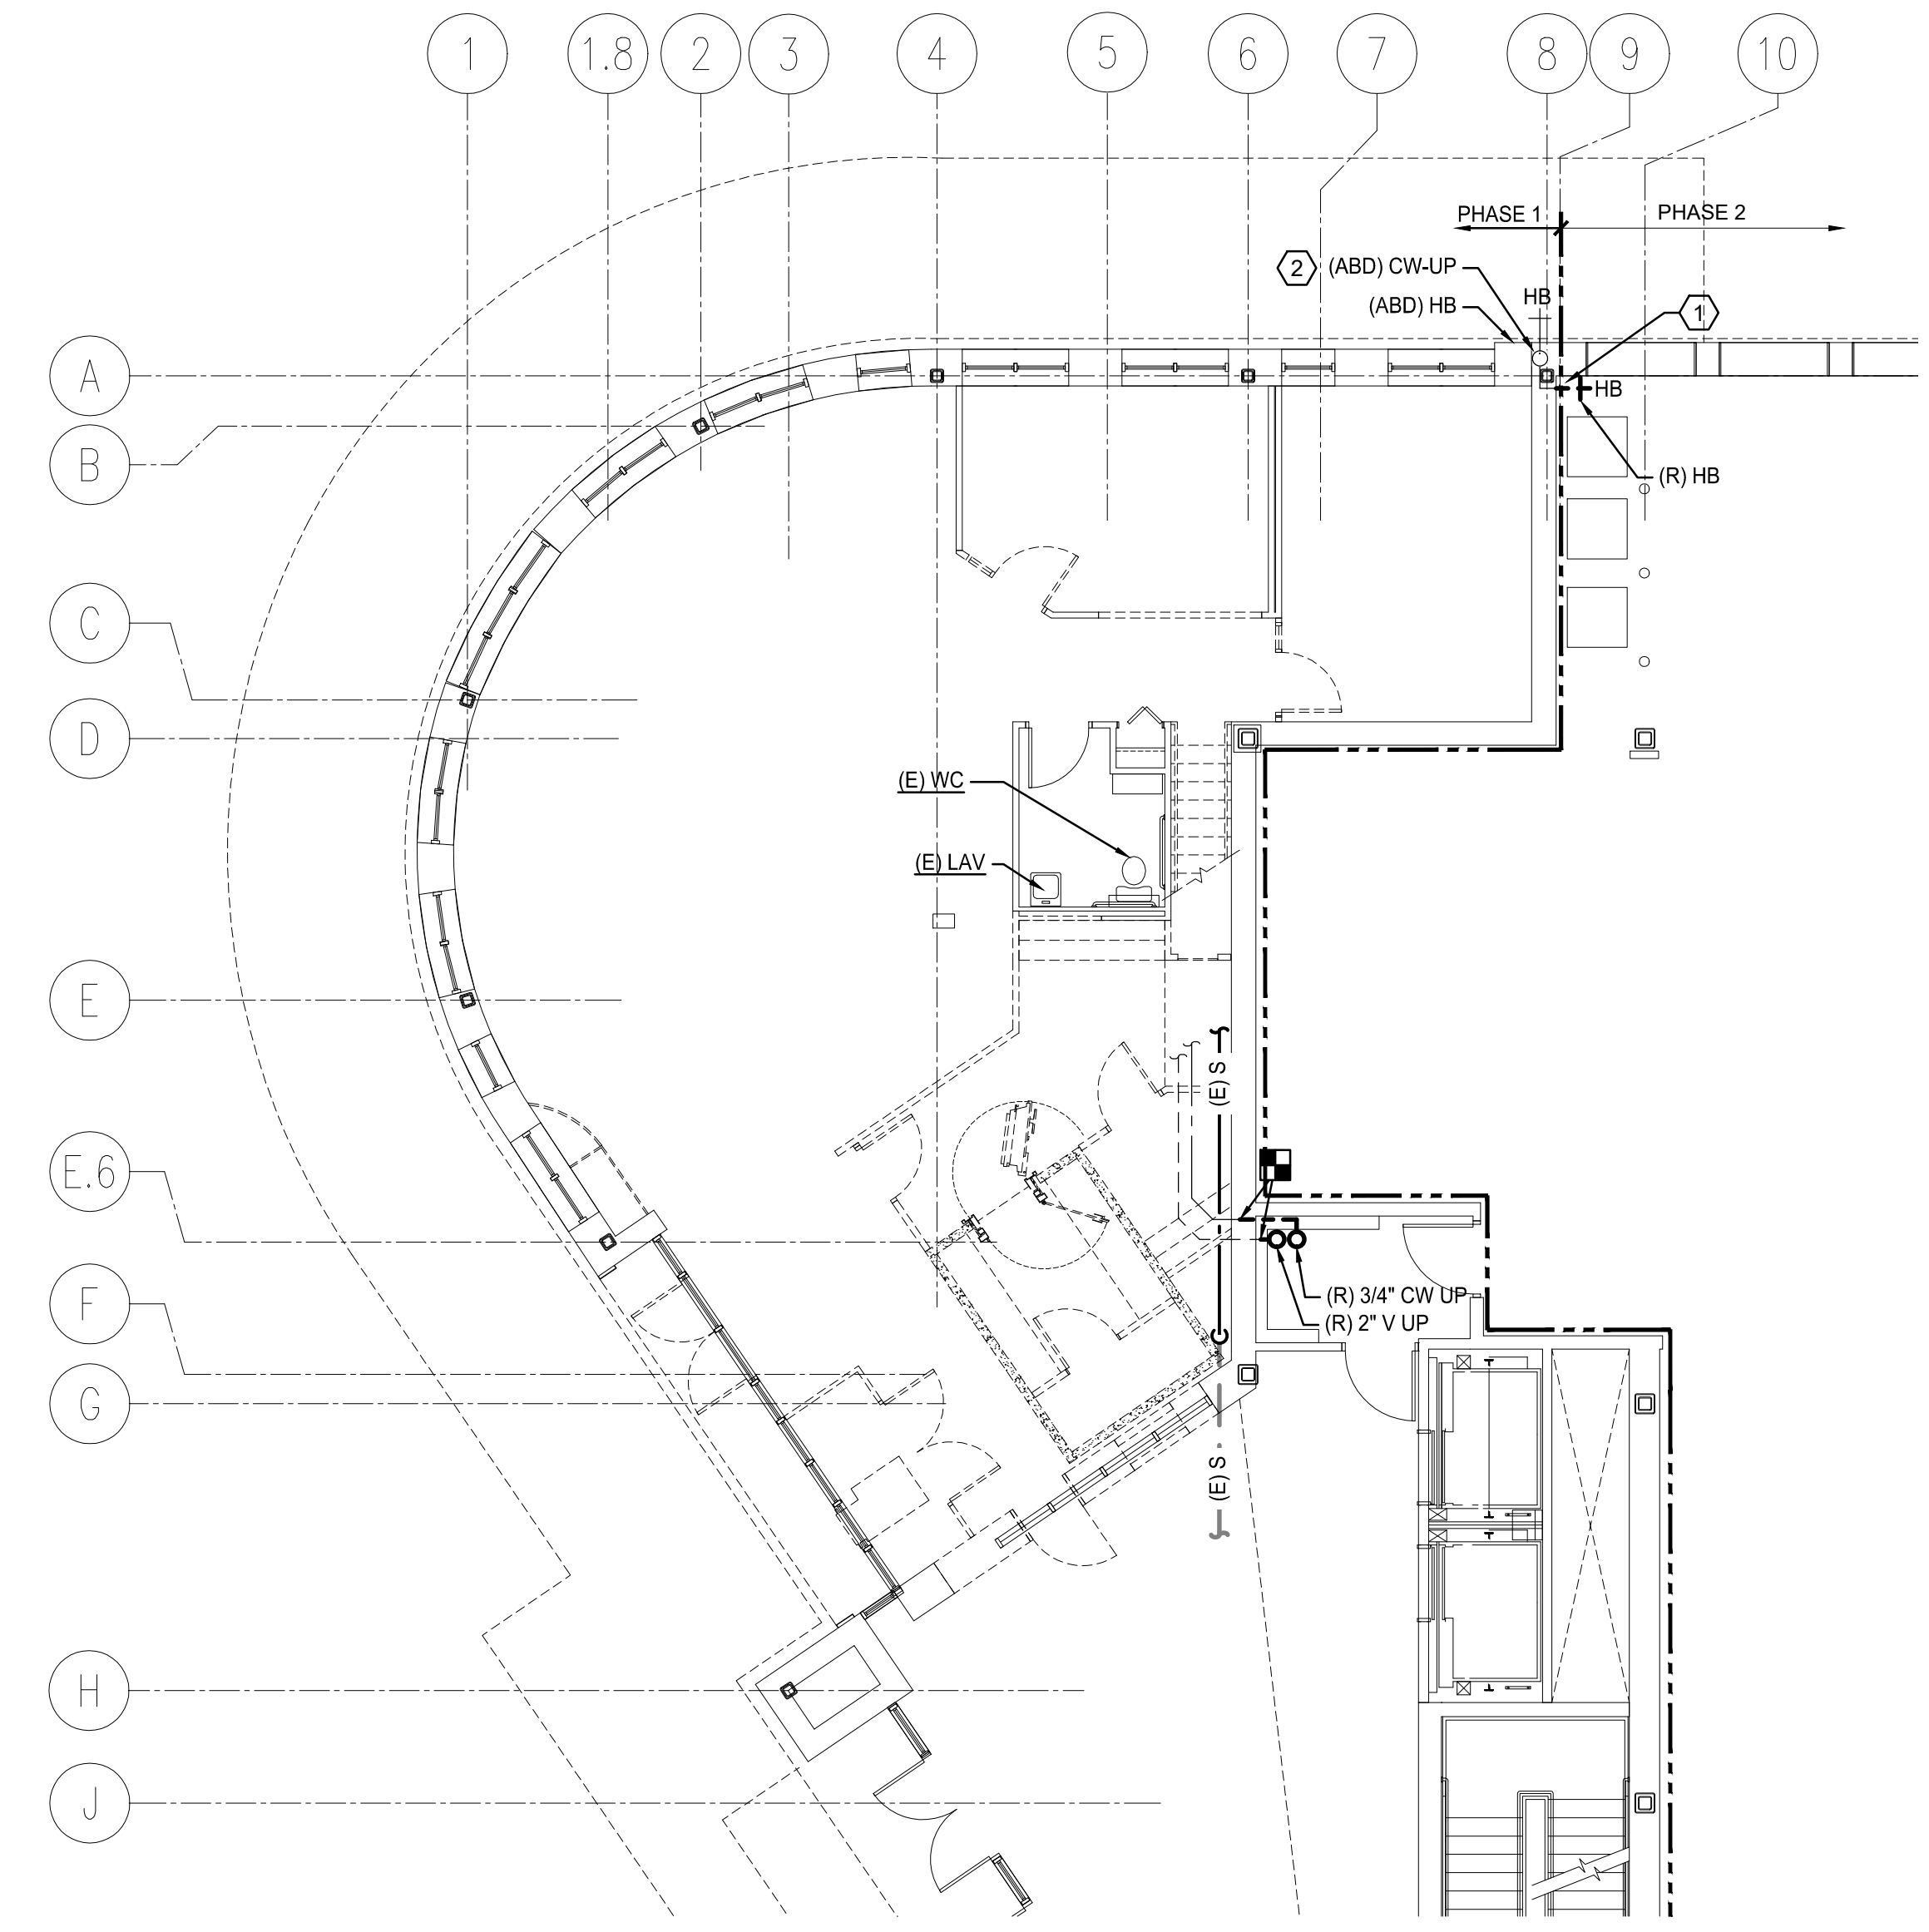 1 1.8 2 3 4 5 6 7 8 9 10
PHASE 1 PHASE 2
2 (ABD) CW-UP
HB
(ABD) HB
1
A
HB
B
(R) HB
C
D
(E) WC
(E) LAV
E
(E) S
E.6
(R) 3/4" CW UP
F
(R) 2" V UP
G
(E) S
H
J